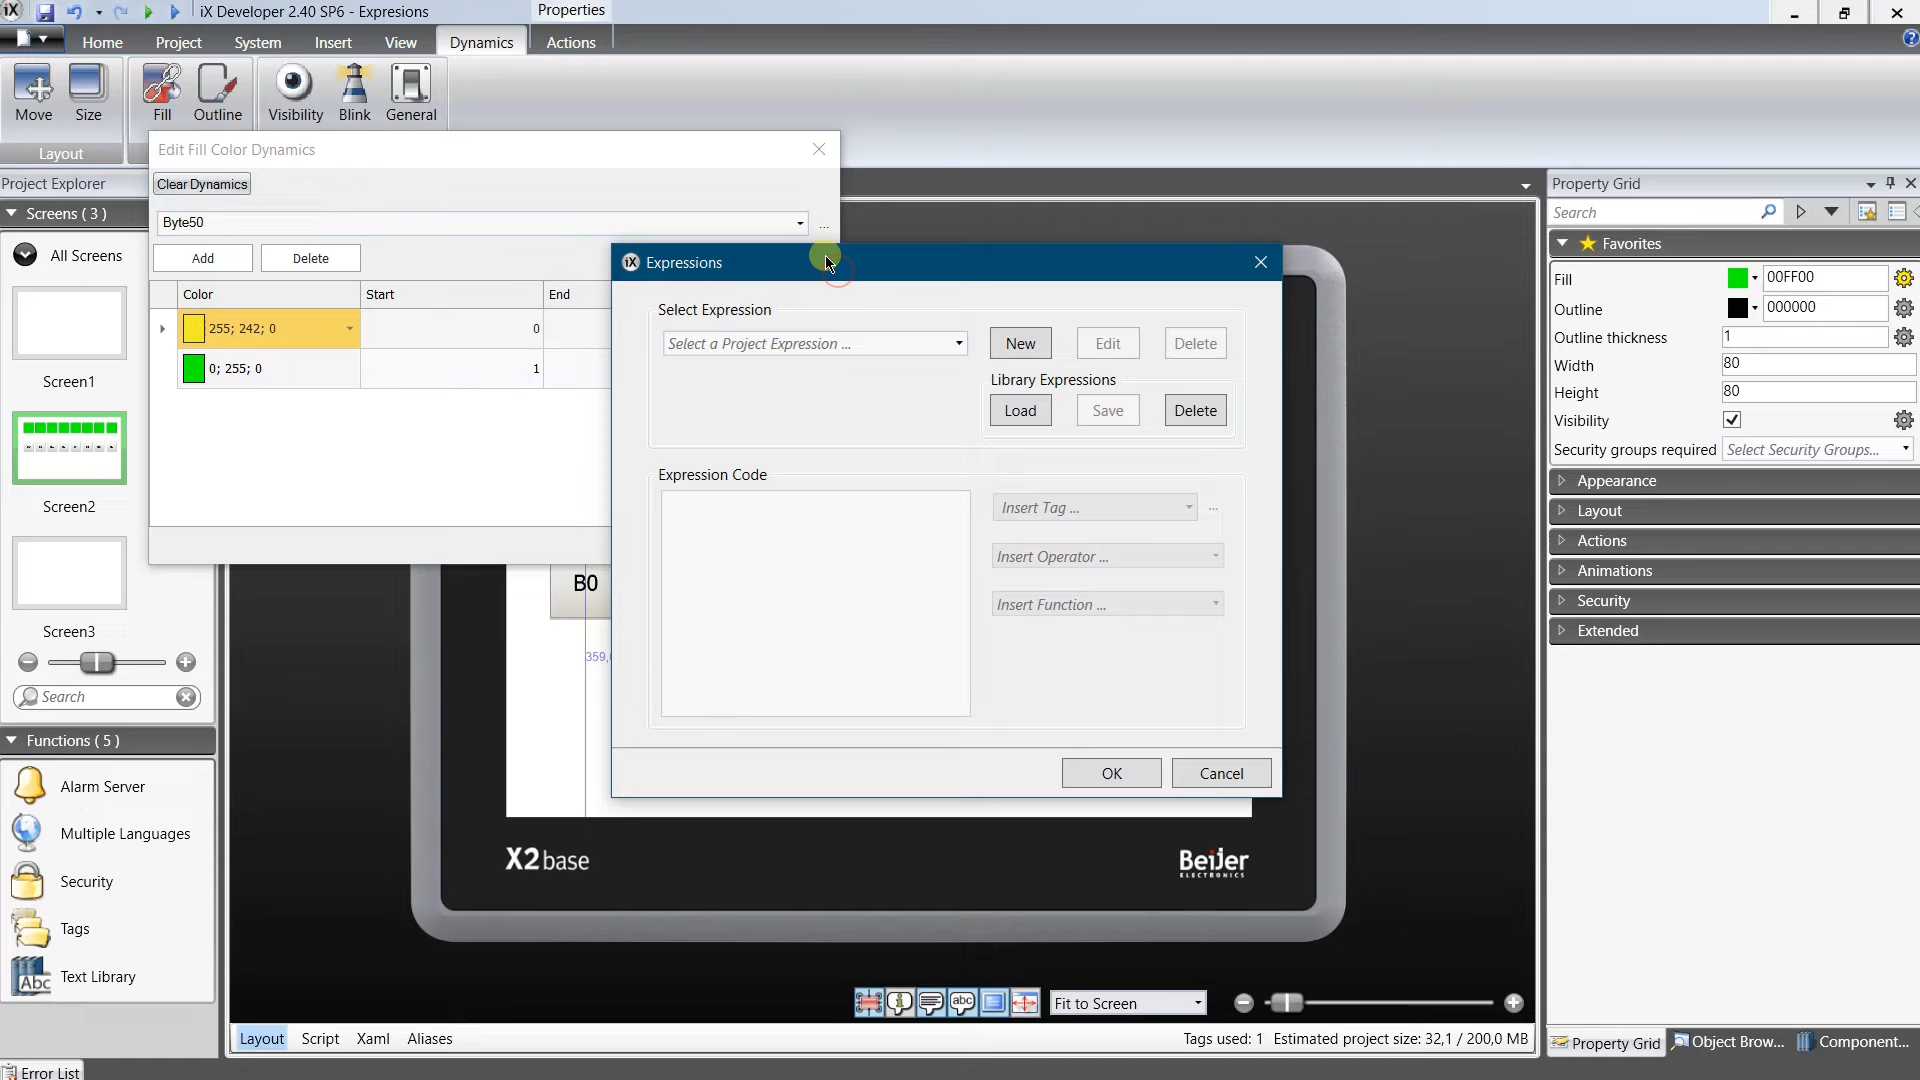 iX
iX Developer 2.40 SP6 - Expresions
Properties
Home
Project
System
Insert
View
Dynamics
Actions
Move
Size
Fill
Outline
Visibility
Blink
General
Layout
Edit Fill Color Dynamics
Clear Dynamics
Byte50
...
Add
Delete
Color
Start
End
255; 242; 0
0
0; 255; 0
1
Project Explorer
Screens ( 3 )
All Screens
Screen1
Screen2
Screen3
Search
Functions ( 5 )
Alarm Server
Multiple Languages
Security
Tags
Abc
Text Library
iX
Expressions
Select Expression
Select a Project Expression ...
New
Edit
Delete
Library Expressions
Load
Save
Delete
Expression Code
Insert Tag ...
...
Insert Operator ...
Insert Function ...
OK
Cancel
B0
X2 base
Beijer
ELECTRONICS
abc
Fit to Screen
Layout
Script
Xaml
Aliases
Tags used: 1
Estimated project size: 32,1 / 200,0 MB
Property Grid
Search
Favorites
Fill
00FF00
Outline
000000
Outline thickness
1
Width
80
Height
80
Visibility
Security groups required
Select Security Groups...
Appearance
Layout
Actions
Animations
Security
Extended
Property Grid
Object Brow...
Component...
Error List